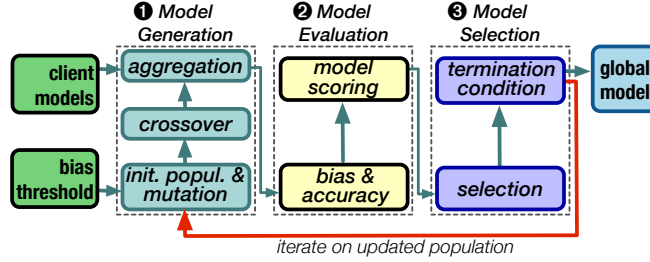 ❶ Model
Generation
❷ Model
Evaluation
❸ Model
Selection
client
models
aggregation
crossover
bias
threshold
init. popul. &
mutation
model
scoring
bias &
accuracy
termination
condition
selection
global
model
iterate on updated population